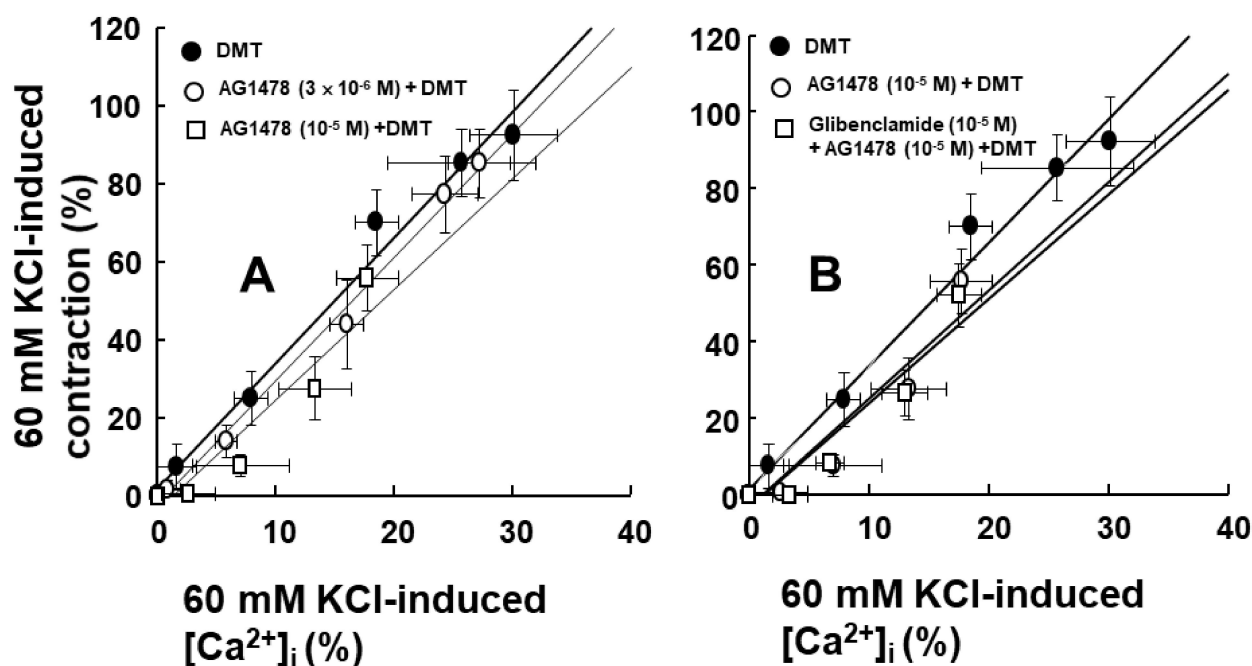 60 mM KCl-induced
contraction (%)
120
100
80
60
40
20
0
DMT
AG1478 (3 × 10⁻⁶ M) + DMT
AG1478 (10⁻⁵ M) +DMT
A
0
10
20
30
40
60 mM KCl-induced
[Ca²⁺]ᵢ (%)
120
100
80
60
40
20
0
DMT
AG1478 (10⁻⁵ M) + DMT
Glibenclamide (10⁻⁵ M)
+ AG1478 (10⁻⁵ M) +DMT
B
0
10
20
30
40
60 mM KCl-induced
[Ca²⁺]ᵢ (%)